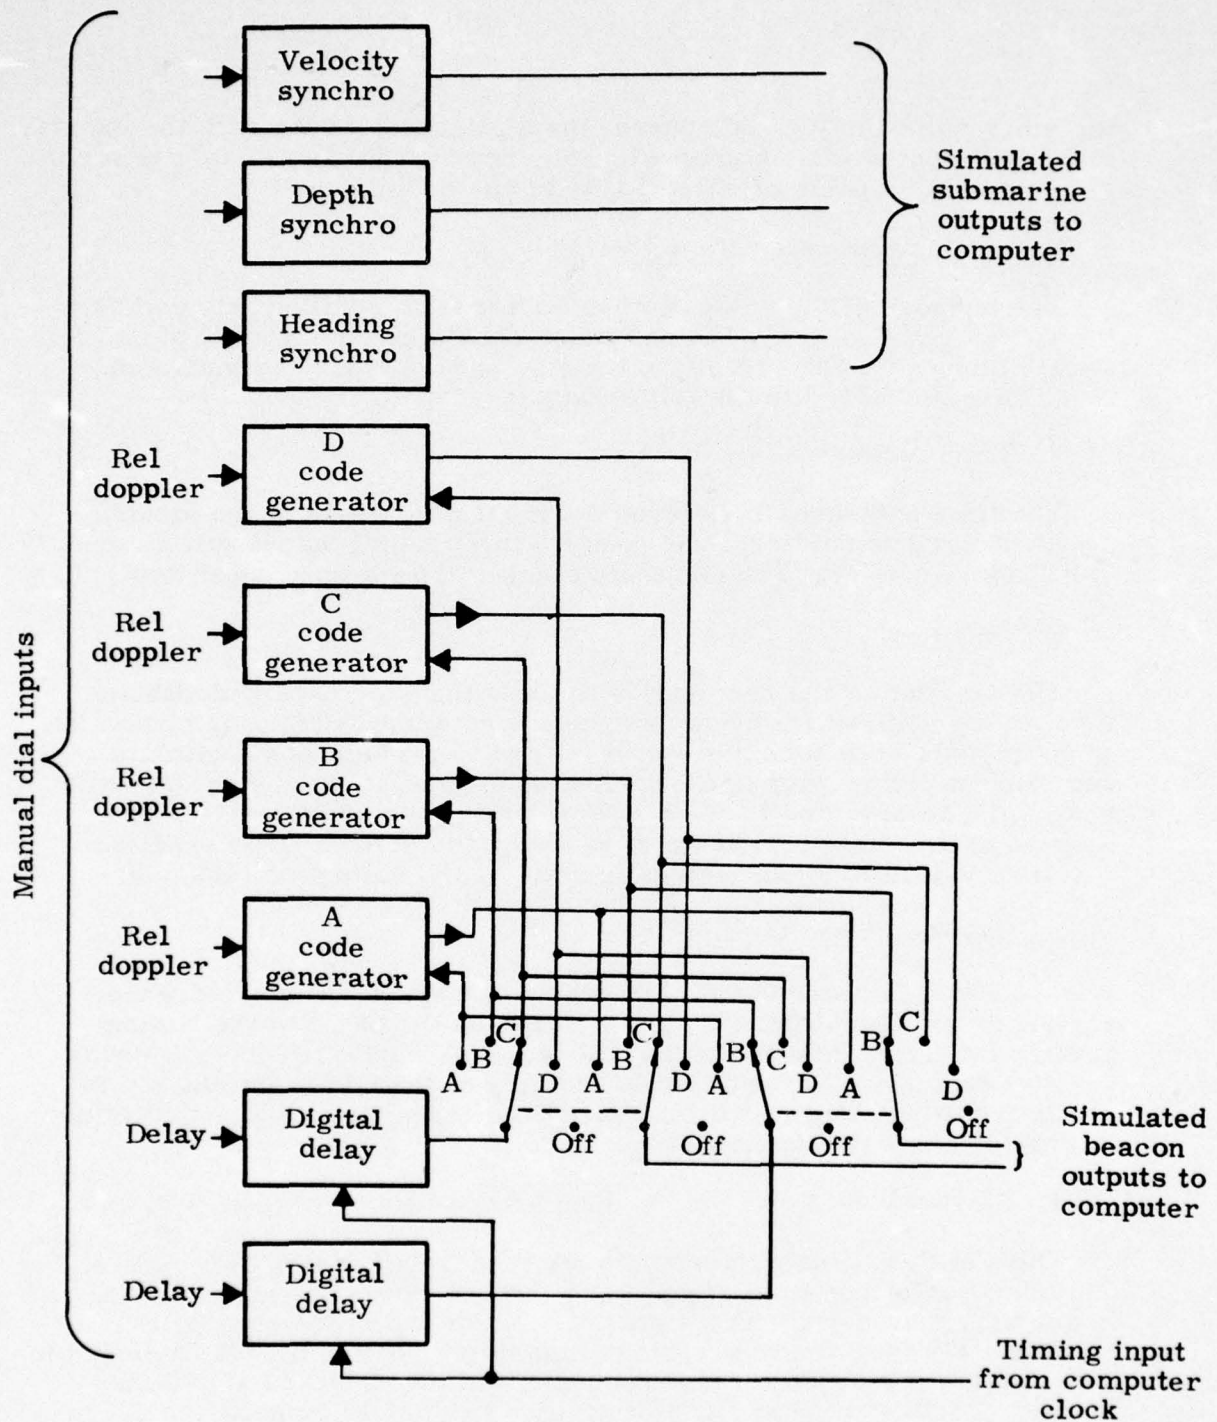 Manual dial inputs
Velocity
synchro
Depth
synchro
Heading
synchro
Simulated
submarine
outputs to
computer
Rel
doppler
D
code
generator
Rel
doppler
C
code
generator
Rel
doppler
B
code
generator
Rel
doppler
A
code
generator
A B C D A B C D A B C D A B C D
Off Off Off Off
Delay
Digital
delay
Simulated
beacon
outputs to
computer
Delay
Digital
delay
Timing input
from computer
clock